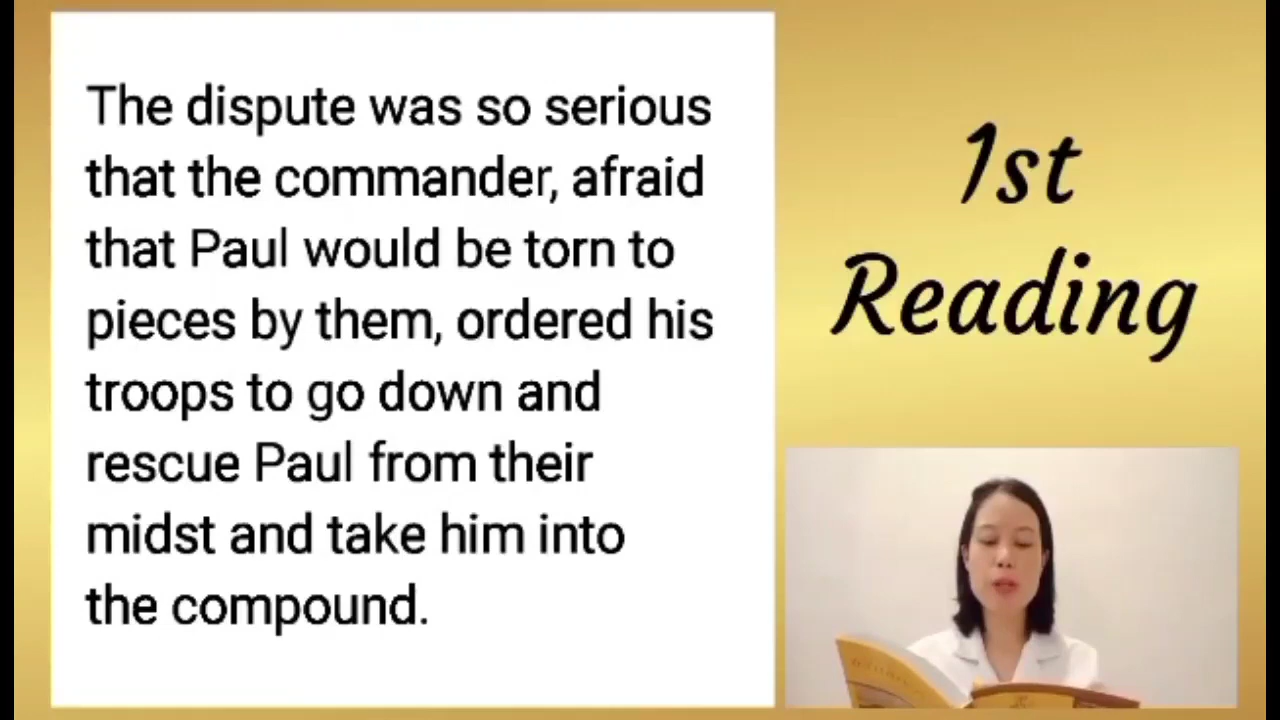 The dispute was so serious
that the commander, afraid
that Paul would be torn to
pieces by them, ordered his
troops to go down and
rescue Paul from their
midst and take him into
the compound.
1st
Reading